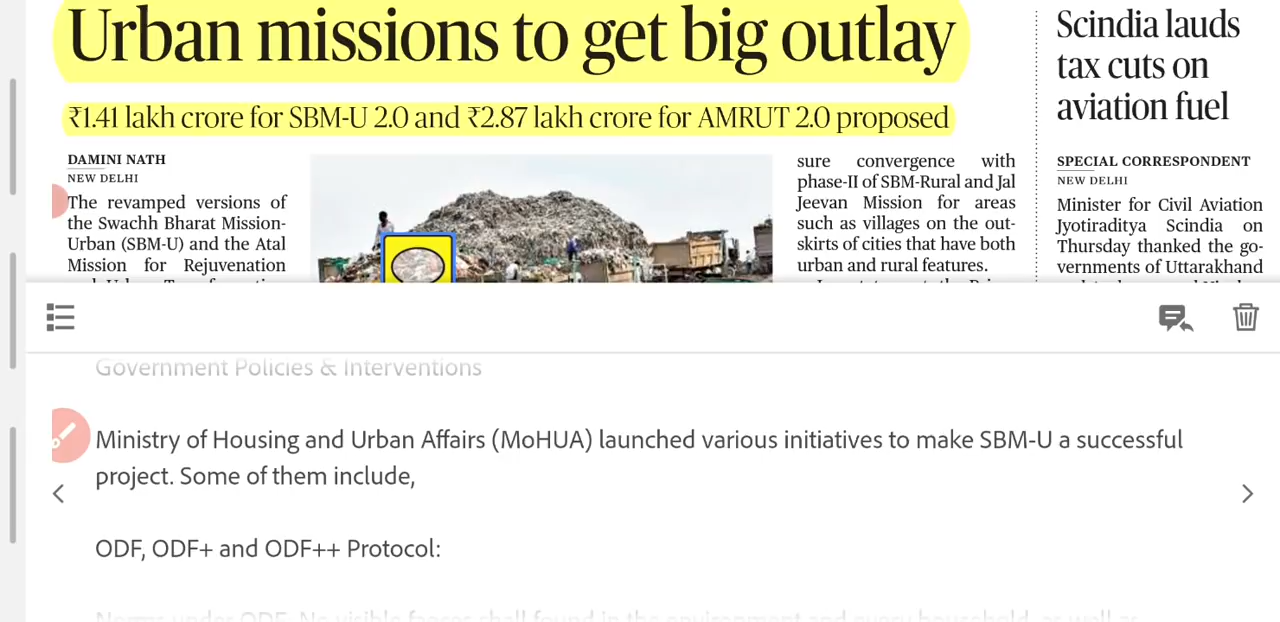 Urban missions to get big outlay
₹1.41 lakh crore for SBM-U 2.0 and ₹2.87 lakh crore for AMRUT 2.0 proposed
DAMINI NATH
NEW DELHI
The revamped versions of
the Swachh Bharat Mission-
Urban (SBM-U) and the Atal
Mission for Rejuvenation
sure convergence with
phase-II of SBM-Rural and Jal
Jeevan Mission for areas
such as villages on the out-
skirts of cities that have both
urban and rural features.
Scindia lauds
tax cuts on
aviation fuel
SPECIAL CORRESPONDENT
NEW DELHI
Minister for Civil Aviation
Jyotiraditya Scindia on
Thursday thanked the go-
vernments of Uttarakhand
Government Policies & Interventions
Ministry of Housing and Urban Affairs (MoHUA) launched various initiatives to make SBM-U a successful
project. Some of them include,
ODF, ODF+ and ODF++ Protocol: